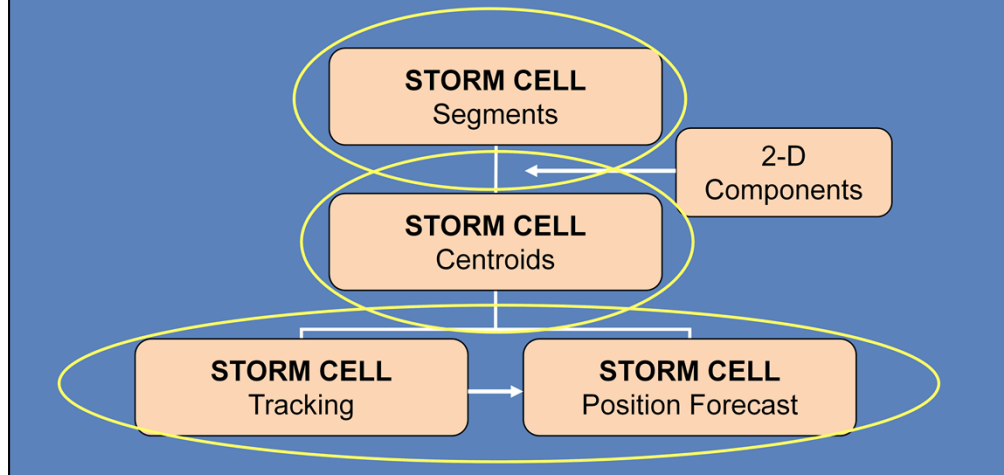 STORM CELL
Segments
2-D
Components
STORM CELL
Centroids
STORM CELL
Tracking
STORM CELL
Position Forecast